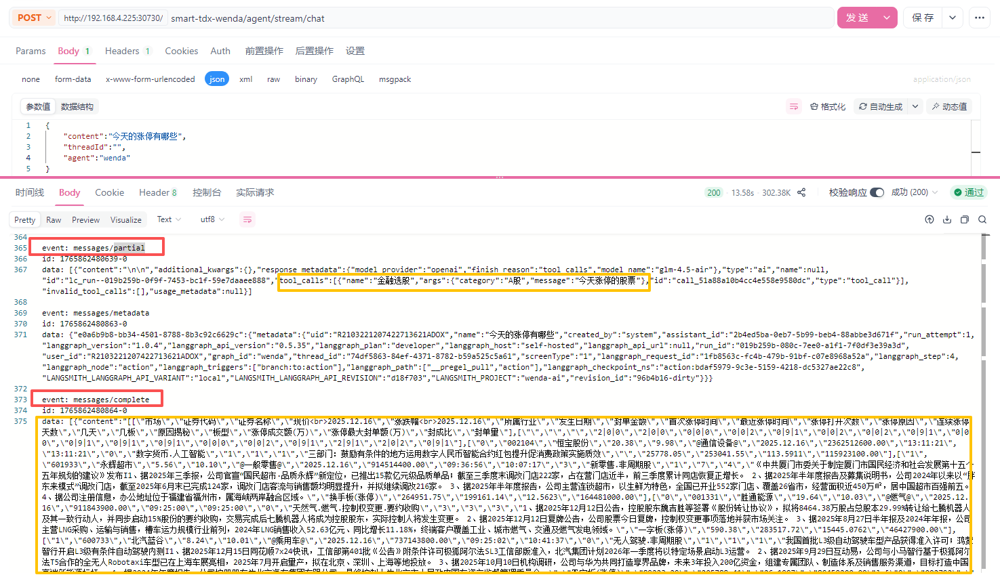 POST http://192.168.4.225:30730/ smart-tdx-wenda/agent/stream/chat 发 送 保 存
Params Body 1 Headers 1 Cookies Auth 前置操作 后置操作 设置
none form-data x-www-form-urlencoded json xml raw binary GraphQL msgpack application/json
参数值 数据结构 格式化 自动生成 动态值
1 {
2 "content":"今天的涨停有哪些",
3 "threadId":"",
4 "agent":"wenda"
5 }
时间线 Body Cookie Header 8 控制台 实际请求 200 13.58s 302.38K 校验响应 成功 (200) 通过
Pretty Raw Preview Visualize Text utf8
364
365 event: messages/partial
366 id: 1765862480639-0
367 data: [{"content":"\n\n","additional_kwargs":{},"response_metadata":{"model_provider":"openai","finish_reason":"tool_calls","model_name":"glm-4.5-air"},"type":"ai","name":null,
"id":"lc_run--019b259b-0f9f-7453-bc1f-59e7daaee888","tool_calls":[{"name":"金融选股","args":{"category":"A股","message":"今天涨停的股票"},"id":"call_51a88a10b4cc4e558e9580dc","type":"tool_call"}],
"invalid_tool_calls":[],"usage_metadata":null}]
368
369 event: messages/metadata
370 id: 1765862480863-0
371 data: {"e0a6b9b8-bb34-4501-8788-8b3c92c6629c":{"metadata":{"uid":"R2103221207422713621ADOX","name":"今天的涨停有哪些","created_by":"system","assistant_id":"2b4ed5ba-0eb7-5b99-beb4-88abbe3d671f","run_attempt":1,
"langgraph_version":"1.0.4","langgraph_api_version":"0.5.35","langgraph_plan":"developer","langgraph_host":"self-hosted","langgraph_api_url":null,"run_id":"019b259b-080c-7ee0-a1f1-7f0df3e39a3d",
"user_id":"R2103221207422713621ADOX","graph_id":"wenda","thread_id":"74df5863-84ef-4371-8782-b59a525c5a61","screenType":"1","langgraph_request_id":"1fb8563c-fc4b-479b-91bf-c07e8968a52a","langgraph_step":4,
"langgraph_node":"action","langgraph_triggers":["branch:to:action"],"langgraph_path":["__pregel_pull","action"],"langgraph_checkpoint_ns":"action:bdaf5979-9c3e-5159-4218-dc5327ae22c8",
"LANGSMITH_LANGGRAPH_API_VARIANT":"local","LANGSMITH_LANGGRAPH_API_REVISION":"d18f703","LANGSMITH_PROJECT":"wenda-ai","revision_id":"96b4b16-dirty"}}}
372
373 event: messages/complete
374 id: 1765862480864-0
375 data: [{"content":"[[\"市场\",\"证券代码\",\"证券名称\",\"现价<br>2025.12.16\",\"涨跌幅<br>2025.12.16\",\"所属行业\",\"发生日期\",\"封单金额\",\"首次涨停时间\",\"最近涨停时间\",\"涨停打开次数\",\"涨停原因\",\"连续涨停
天数\",\"几天\",\"几板\",\"原因揭秘\",\"板型\",\"涨停成交额(万)\",\"涨停最大封单额(万)\",\"封成比\",\"封单量\"],[\"\",\"\",\"\",\"2|0|0\",\"2|0|0\",\"0|0|0\",\"0|0|2\",\"0|9|1\",\"0|0|2\",\"0|0|2\",\"0|9|1\",\"0|0|
0\",\"0|9|1\",\"0|9|1\",\"0|9|1\",\"0|0|0\",\"0|0|2\",\"0|9|1\",\"0|0|2\",\"0|9|1\"],[\"0\",\"002104\",\"恒宝股份\",\"20.38\",\"9.98\",\"@通信设备@\",\"2025.12.16\",\"2362512600.00\",\"13:11:21\",
\"13:11:21\",\"0\",\"数字货币.人工智能\",\"1\",\"1\",\"1\",\"三部门: 鼓励有条件的地方运用数字人民币智能合约红包提升促消费政策实施质效\",\"\",\"25778.05\",\"253041.55\",\"113.5911\",\"115923100.00\"],[\"1\",
\"601933\",\"永辉超市\",\"5.56\",\"10.10\",\"@一般零售@\",\"2025.12.16\",\"914514400.00\",\"09:36:56\",\"10:07:17\",\"3\",\"新零售.非周期股\",\"1\",\"7\",\"4\",\"《中共厦门市委关于制定厦门市国民经济和社会发展第十五个
五年规划的建议》发布I1、据2025年三季报，公司官宣“国民超市·品质永辉”新定位，已推出15款亿元级品质单品；截至三季度末调改门店222家，占在营门店近半，前三季度累计同店恢复正增长。 2、据2025年半年度报告及募集说明书，公司2024年以来以“胖
东来模式”调改门店，截至2025年6月末已完成124家，调改门店客流与销售额均明显提升，并拟继续调改216家。 3、据2025年半年度报告，公司主营连锁超市，以生鲜为特色，全国已开业552家门店、覆盖26省市，经营面积近450万㎡，居中国超市百强前五。
4、据公司注册信息，办公地址位于福建省福州市，属海峡两岸融合区域。\",\"换手板(涨停)\",\"264951.75\",\"199161.14\",\"12.5623\",\"164481000.00\"],[\"0\",\"001331\",\"胜通能源\",\"19.64\",\"10.03\",\"@燃气@\",\"2025.12.
16\",\"911843900.00\",\"09:25:00\",\"09:25:00\",\"0\",\"天然气.燃气.控制权变更.要约收购\",\"3\",\"3\",\"3\",\"1、据2025年12月12日公告，控股股东魏吉胜等签署《股份转让协议》，拟将8464.38万股占总股本29.99%转让给七腾机器人
及其一致行动人，并同步启动15%股份的要约收购，交易完成后七腾机器人将成为控股股东，实际控制人将发生变更。 2、据2025年12月12日复牌公告，公司股票今日复牌，控制权变更事项落地并获市场关注。 3、据2025年8月27日半年报及2024年年报，公司
主营LNG采购、运输与销售，槽车运力规模行业前列，2024年LNG销售收入52.63亿元、同比增长11.18%，终端客户覆盖工业、城市燃气、交通及燃气发电领域。\",\"一字板(涨停)\",\"590.38\",\"283517.72\",\"15445.0762\",\"46427900.00\"],
[\"1\",\"600733\",\"北汽蓝谷\",\"8.24\",\"10.01\",\"@乘用车@\",\"2025.12.16\",\"737143800.00\",\"09:25:02\",\"10:41:37\",\"0\",\"无人驾驶.非周期股\",\"1\",\"1\",\"1\",\"我国首批L3级自动驾驶车型产品获得准入许可；鸿蒙
智行开启L3级有条件自动驾驶内测I1、据2025年12月15日同花顺7x24快讯，工信部第401批《公告》附条件许可极狐阿尔法SL3工信部版准入，北汽集团计划2026年一季度将以特定场景启动L3运营。 2、据2025年9月29日互动易，公司与小马智行基于极狐阿尔
法T5合作的全无人Robotaxi车型已在上海车展亮相，2025年7月开启量产，拟在北京、深圳、上海等地投放。 3、据2025年10月10日机构调研，公司与华为共同打造享界品牌，未来3年投入200亿资金，组建专属团队、制造体系及销售服务渠道，目标打造中国